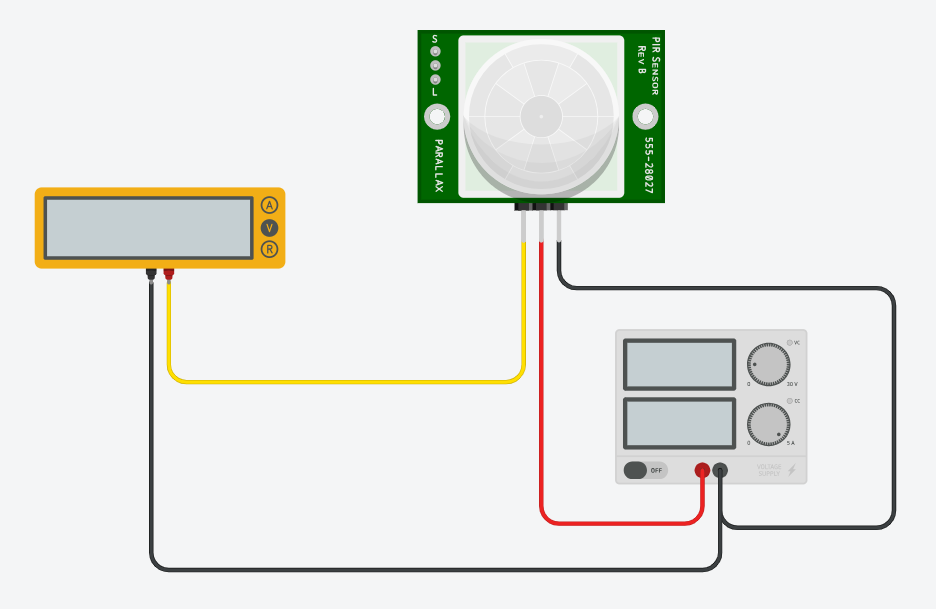 S
L
PARALLAX
PIR SENSOR
REV B
555-28027
A
V
R
VC
0
30 V
CC
0
5 A
OFF
VOLTAGE
SUPPLY